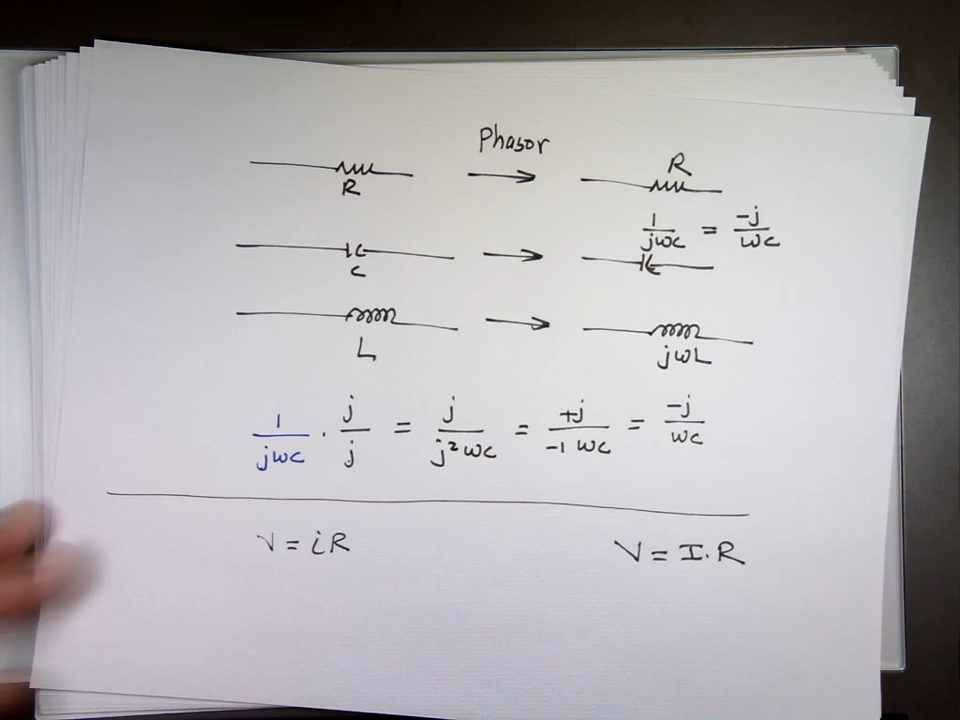 Phasor
R → R
1/jωc = -j/ωc
c →
L → jωL
1/jωc · j/j = j/j²ωc = +j/-1 ωc = -j/ωc
v = iR V = I·R